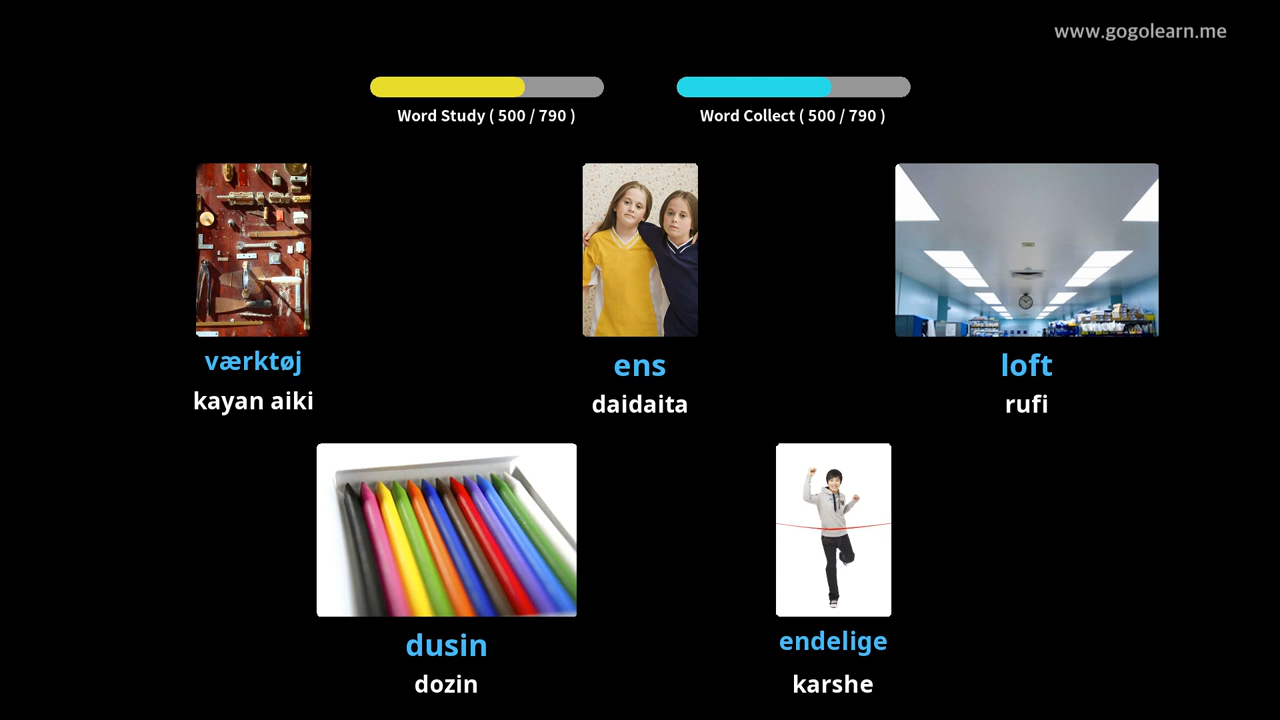 www.gogolearn.me
Word Study ( 500 / 790 )
Word Collect ( 500 / 790 )
værktøj
kayan aiki
ens
daidaita
loft
rufi
dusin
dozin
endelige
karshe